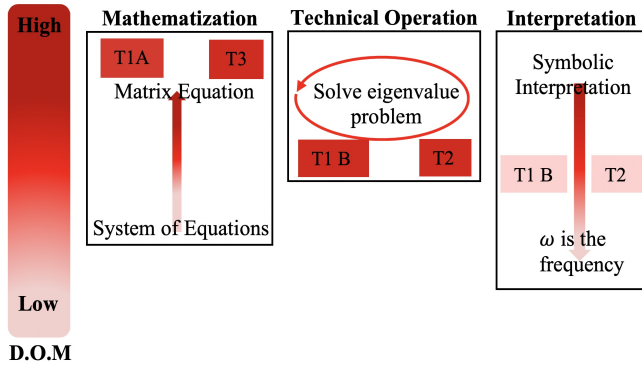 High
Low
D.O.M
Mathematization
T1A
T3
Matrix Equation
System of Equations
Technical Operation
Solve eigenvalue
problem
T1 B
T2
Interpretation
Symbolic
Interpretation
T1 B
T2
ω is the
frequency